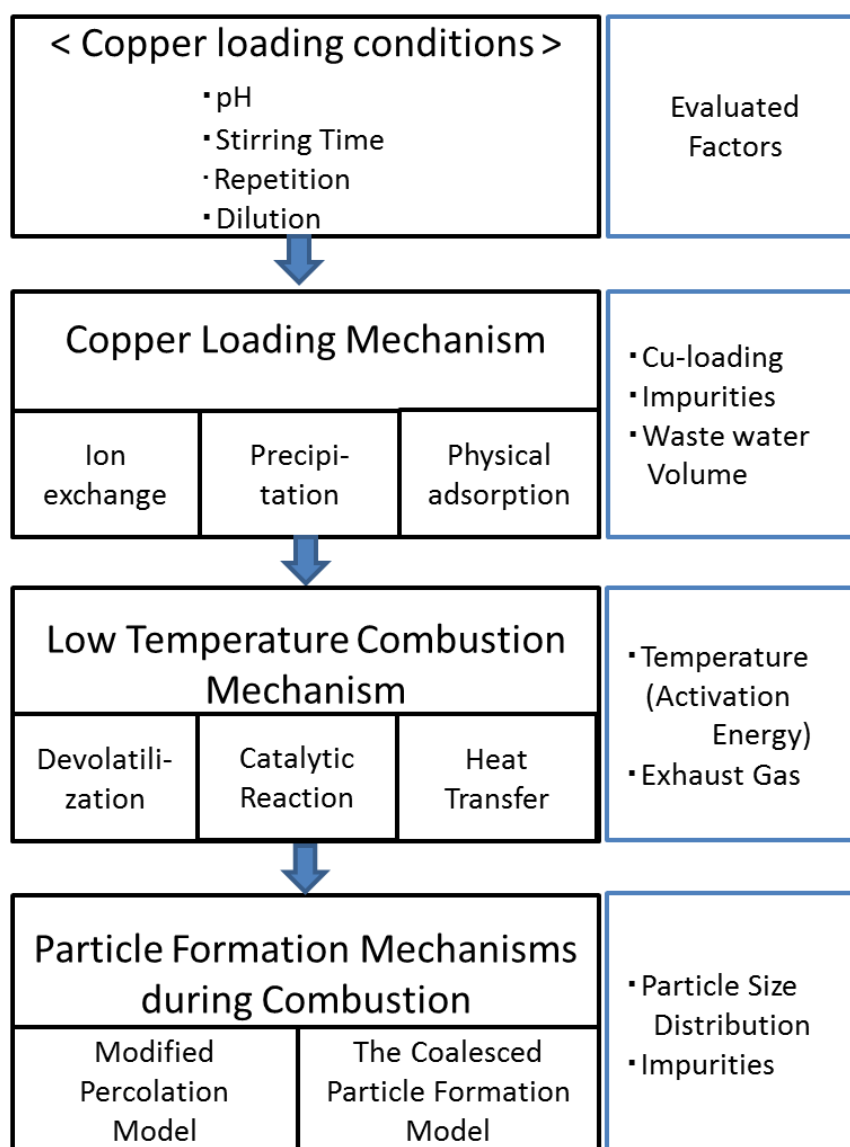 < Copper loading conditions >
・pH
・Stirring Time
・Repetition
・Dilution
Evaluated
Factors
Copper Loading Mechanism
Ion
exchange
Precipi-
tation
Physical
adsorption
・Cu-loading
・Impurities
・Waste water
Volume
Low Temperature Combustion
Mechanism
Devolatili-
zation
Catalytic
Reaction
Heat
Transfer
・Temperature
(Activation
Energy)
・Exhaust Gas
Particle Formation Mechanisms
during Combustion
Modified
Percolation
Model
The Coalesced
Particle Formation
Model
・Particle Size
Distribution
・Impurities